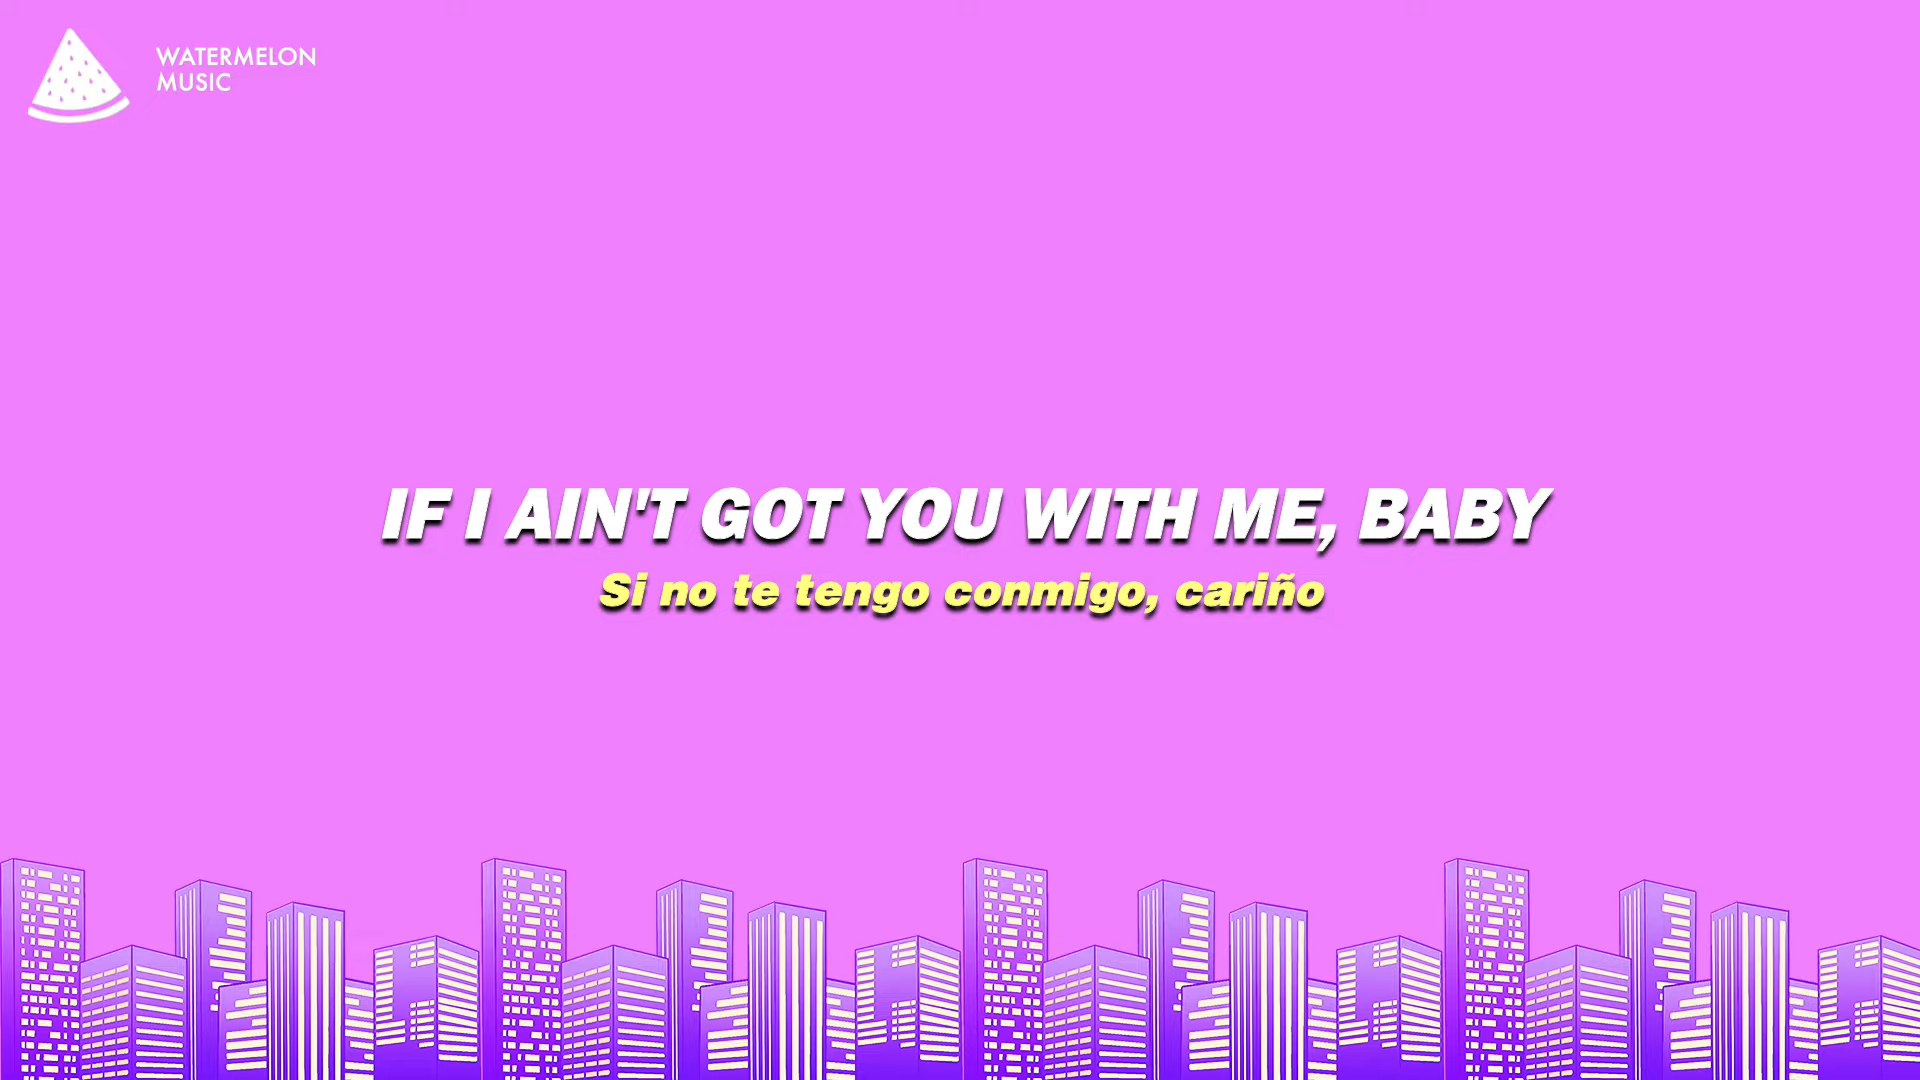 WATERMELON
MUSIC
IF I AIN'T GOT YOU WITH ME, BABY
Si no te tengo conmigo, cariño